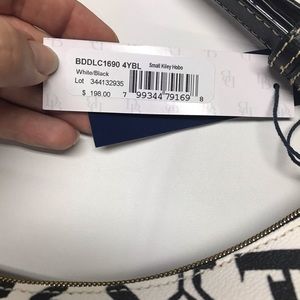 BDDLC1690 4YBL Small Kiley Hobo
White/Black
Lot 344132935
$ 198.00 7 99344 79169 8